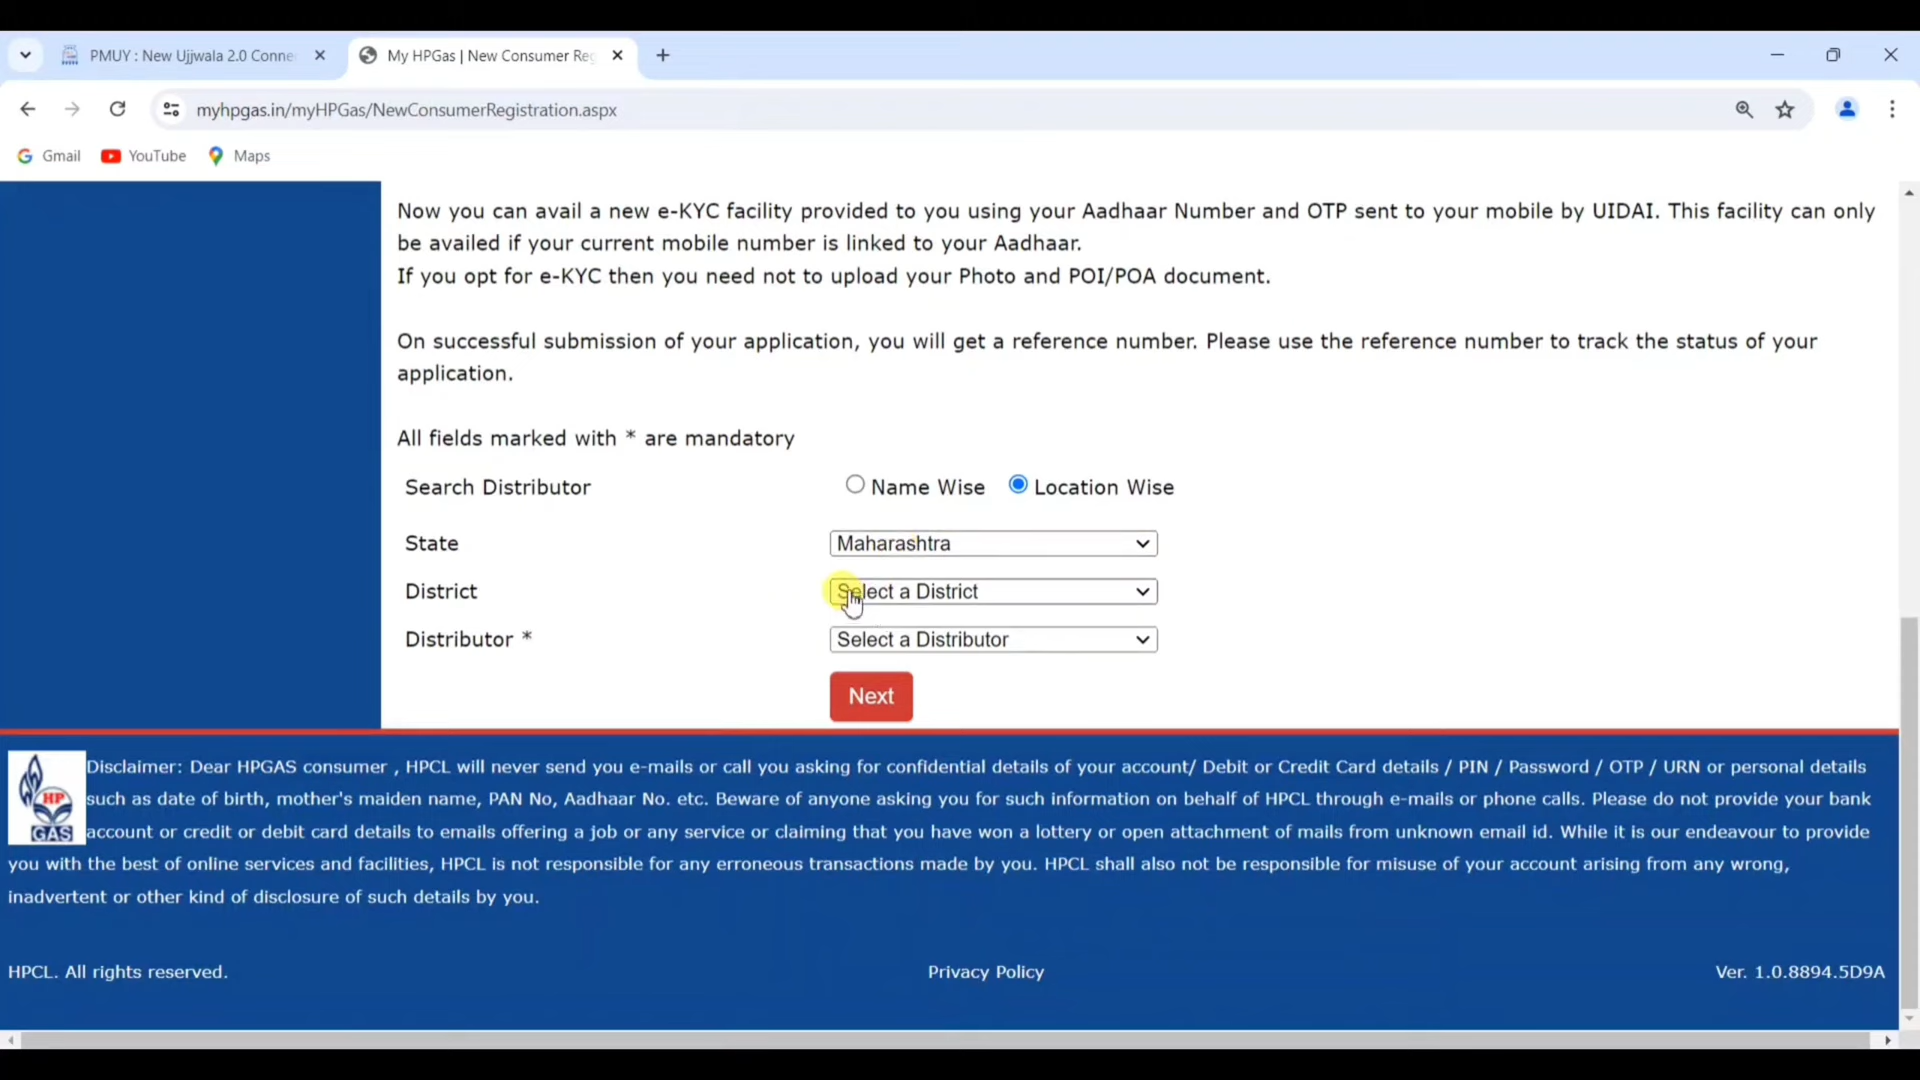 PMUY : New Ujjwala 2.0 Conne
My HPGas | New Consumer Reg
myhpgas.in/myHPGas/NewConsumerRegistration.aspx
Gmail YouTube Maps
Now you can avail a new e-KYC facility provided to you using your Aadhaar Number and OTP sent to your mobile by UIDAI. This facility can only
be availed if your current mobile number is linked to your Aadhaar.
If you opt for e-KYC then you need not to upload your Photo and POI/POA document.
On successful submission of your application, you will get a reference number. Please use the reference number to track the status of your
application.
All fields marked with * are mandatory
Search Distributor Name Wise Location Wise
State Maharashtra
District Select a District
Distributor * Select a Distributor
Next
HP
GAS
Disclaimer: Dear HPGAS consumer , HPCL will never send you e-mails or call you asking for confidential details of your account/ Debit or Credit Card details / PIN / Password / OTP / URN or personal details
such as date of birth, mother's maiden name, PAN No, Aadhaar No. etc. Beware of anyone asking you for such information on behalf of HPCL through e-mails or phone calls. Please do not provide your bank
account or credit or debit card details to emails offering a job or any service or claiming that you have won a lottery or open attachment of mails from unknown email id. While it is our endeavour to provide
you with the best of online services and facilities, HPCL is not responsible for any erroneous transactions made by you. HPCL shall also not be responsible for misuse of your account arising from any wrong,
inadvertent or other kind of disclosure of such details by you.
HPCL. All rights reserved. Privacy Policy Ver. 1.0.8894.5D9A